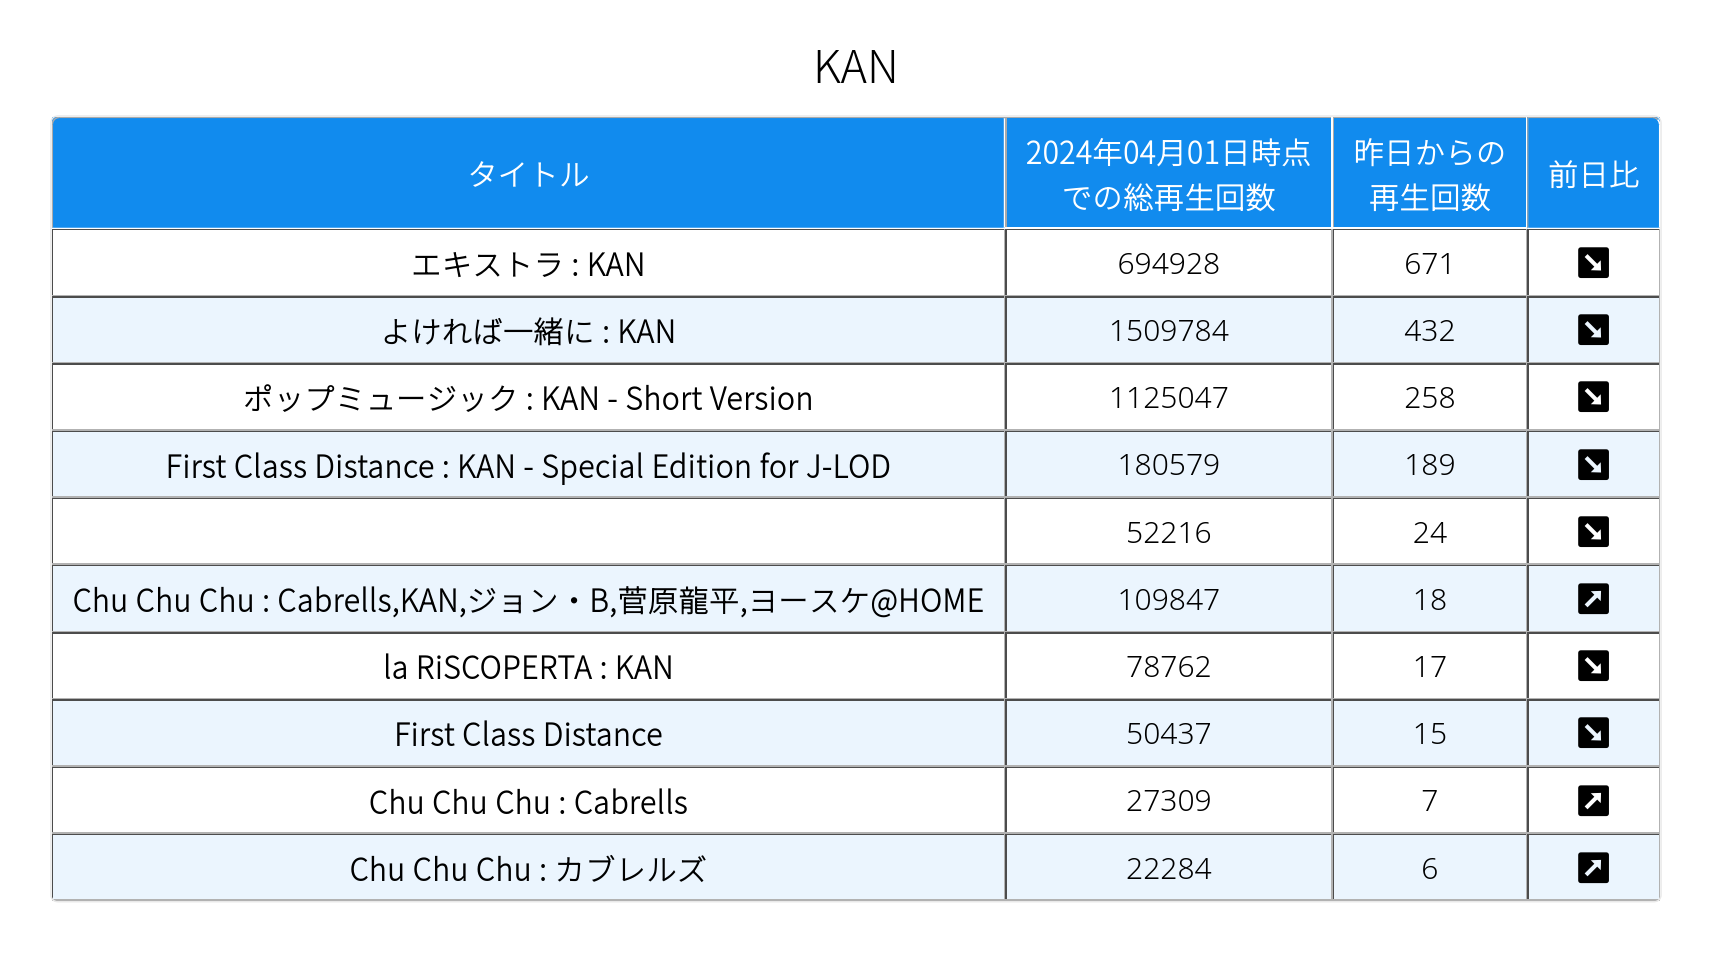 KAN
タイトル
2024年04月01日時点
での総再生回数
昨日からの
再生回数
前日比
エキストラ : KAN 694928 671
よければ一緒に : KAN 1509784 432
ポップミュージック : KAN - Short Version 1125047 258
First Class Distance : KAN - Special Edition for J-LOD 180579 189
52216 24
Chu Chu Chu : Cabrells,KAN,ジョン・B,菅原龍平,ヨースケ@HOME 109847 18
la RiSCOPERTA : KAN 78762 17
First Class Distance 50437 15
Chu Chu Chu : Cabrells 27309 7
Chu Chu Chu : カブレルズ 22284 6